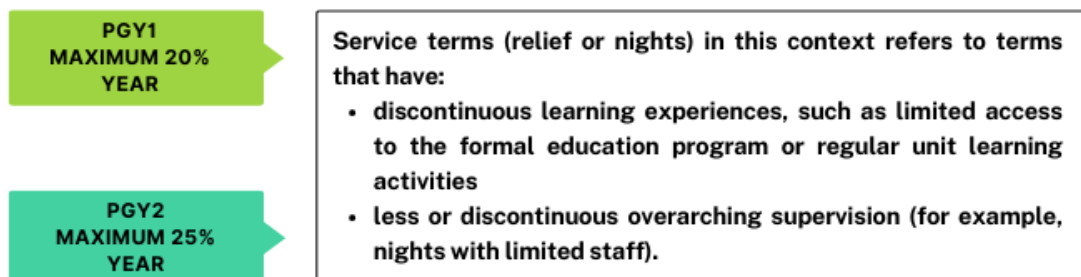 PGY1
MAXIMUM 20%
YEAR
Service terms (relief or nights) in this context refers to terms
that have:
• discontinuous learning experiences, such as limited access
to the formal education program or regular unit learning
activities
• less or discontinuous overarching supervision (for example,
nights with limited staff).
PGY2
MAXIMUM 25%
YEAR